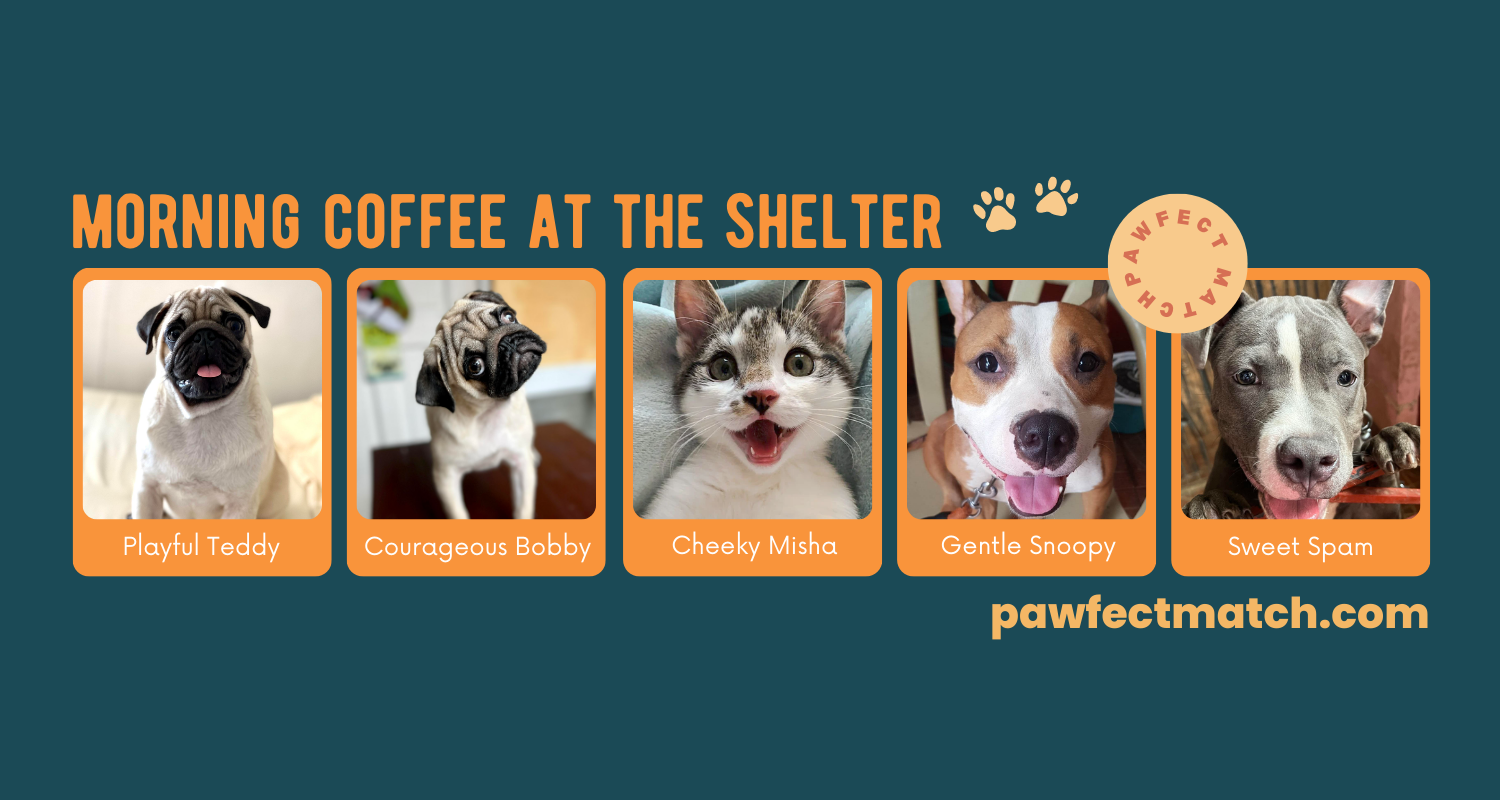 MORNING COFFEE AT THE SHELTER
PAWFECT MATCH
Playful Teddy
Courageous Bobby
Cheeky Misha
Gentle Snoopy
Sweet Spam
pawfectmatch.com